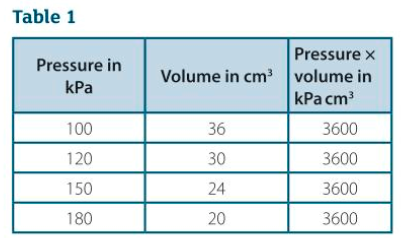 Table 1
Pressure in kPa Volume in cm³ Pressure × volume in kPa cm³
100 36 3600
120 30 3600
150 24 3600
180 20 3600